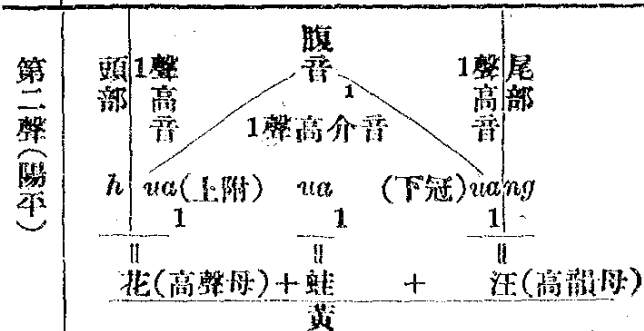 第二聲(陽平)
頭部 1聲高音 腹音 1 1聲高音 尾部
1聲高介音
h ua(上附) ua (下冠)uang
1 1 1
= = =
花(高聲母)+蛙 + 汪(高韻母)
黃